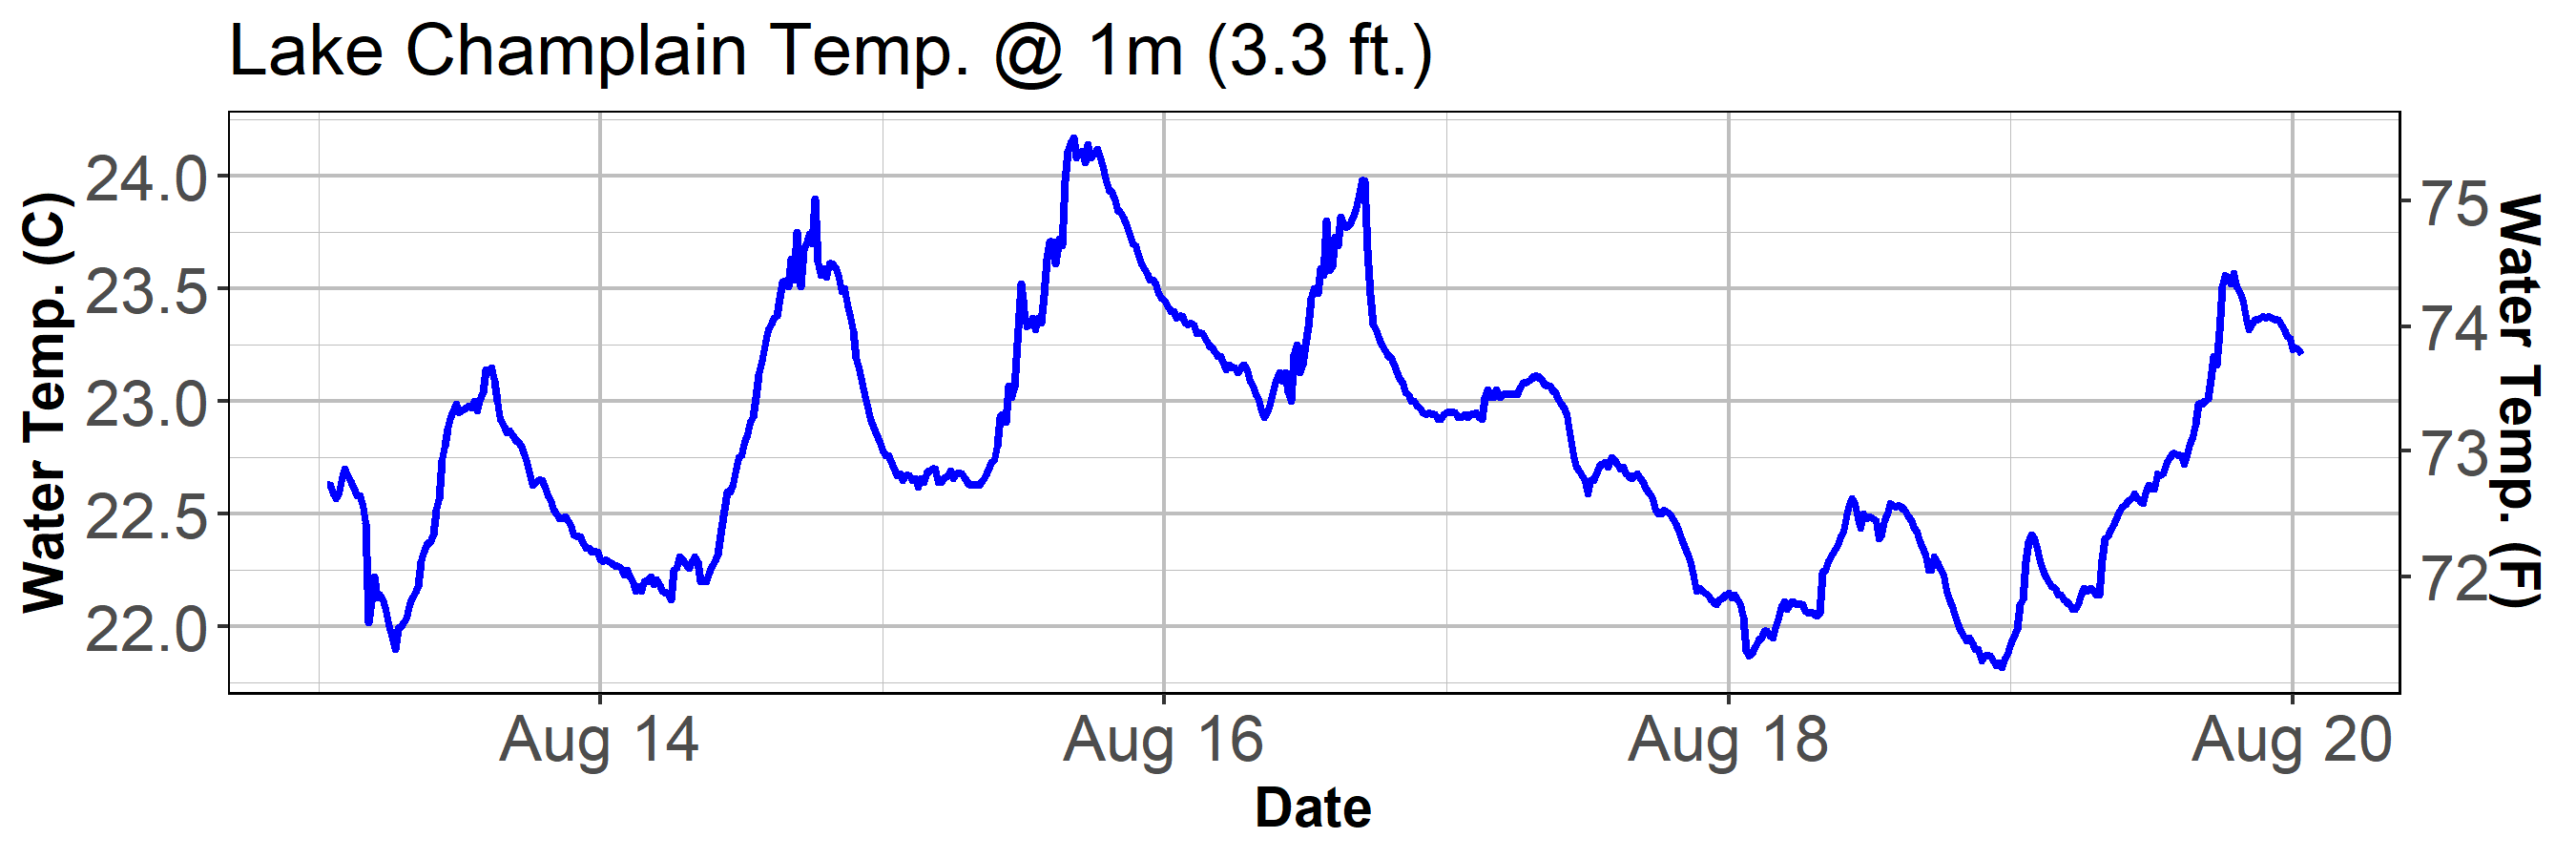 Lake Champlain Temp. @ 1m (3.3 ft.)
Water Temp. (C)
24.0
23.5
23.0
22.5
22.0
75
74
73
72
Water Temp. (F)
Aug 14
Aug 16
Aug 18
Aug 20
Date